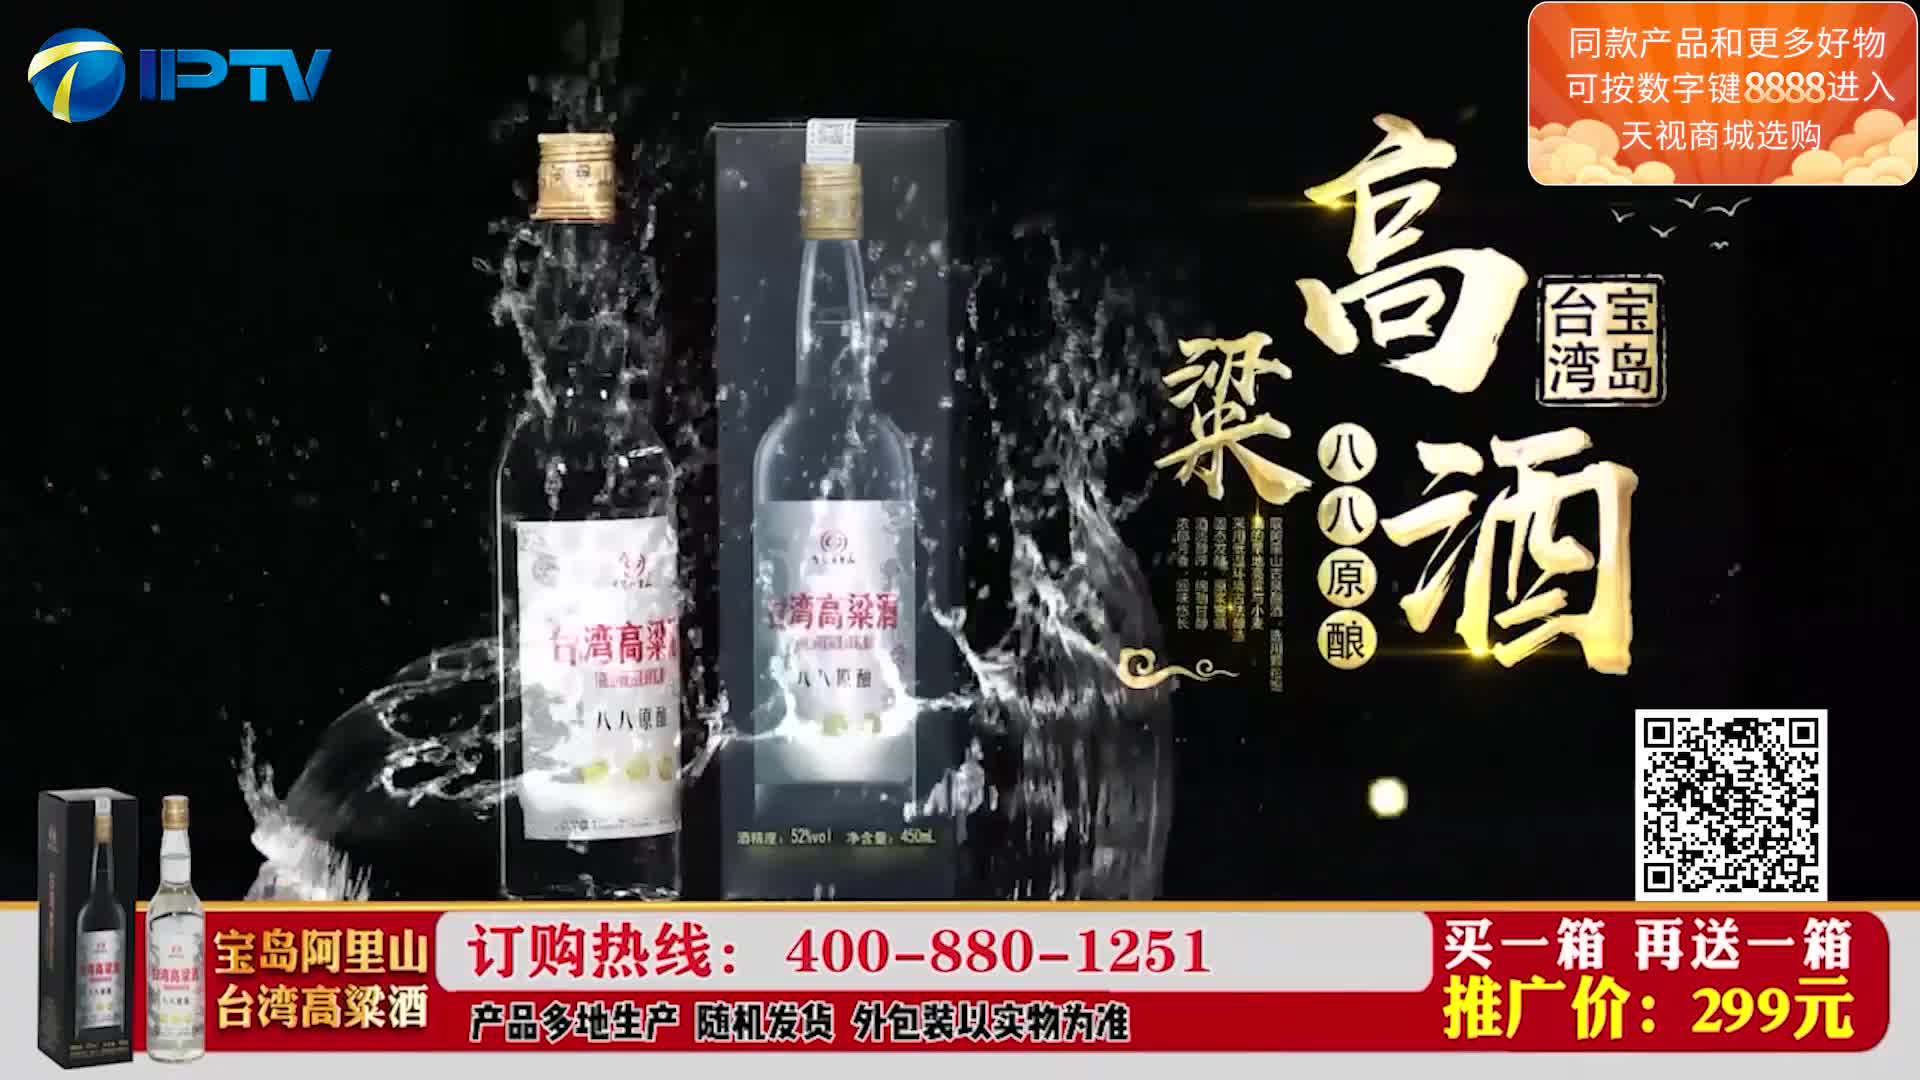 IPTV
同款产品和更多好物
可按数字键8888进入
天视商城选购
高
粱
酒
宝岛
台湾
八八原酿
台湾高粱酒
八八原酿
台湾高粱酒
八八原酿
酒精度：52%vol 净含量：450mL
宝岛阿里山
台湾高粱酒
订购热线：400-880-1251
产品多地生产 随机发货 外包装以实物为准
买一箱 再送一箱
推广价：299元